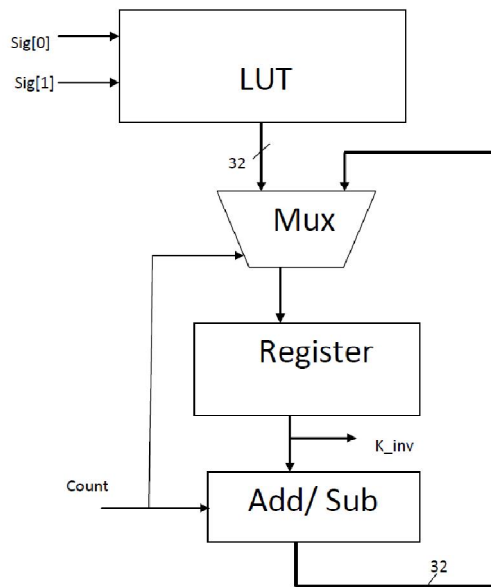 Sig[0]
LUT
Sig[1]
32
Mux
Register
K_inv
Count
Add/ Sub
32